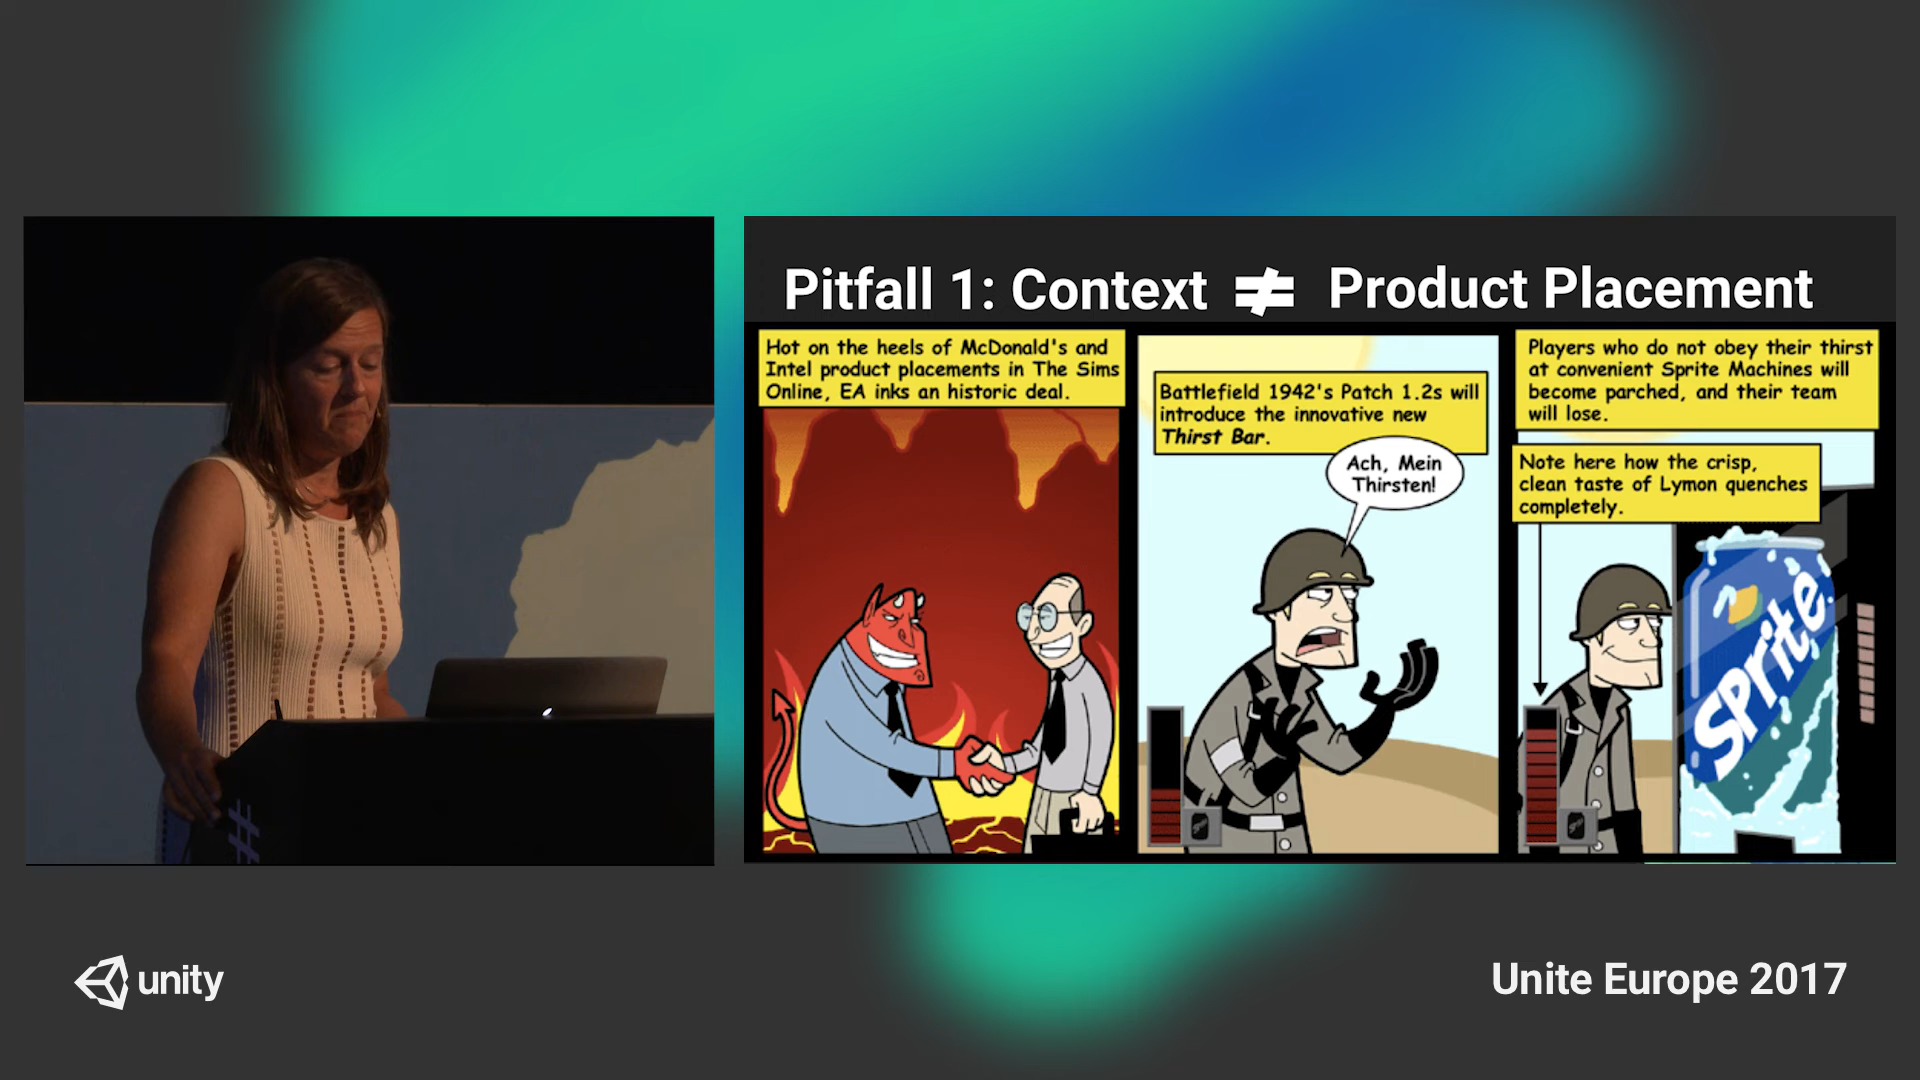 Pitfall 1: Context ≠ Product Placement
Hot on the heels of McDonald's and
Intel product placements in The Sims
Online, EA inks an historic deal.
Battlefield 1942's Patch 1.2s will
introduce the innovative new
Thirst Bar.
Ach, Mein
Thirsten!
Players who do not obey their thirst
at convenient Sprite Machines will
become parched, and their team
will lose.
Note here how the crisp,
clean taste of Lymon quenches
completely.
Sprite
#
unity
Unite Europe 2017